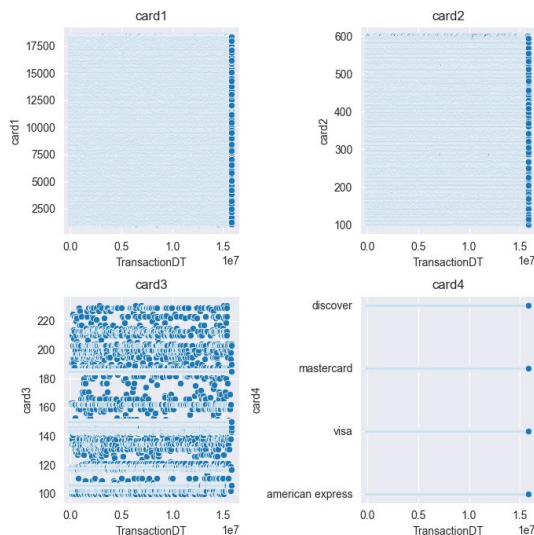 card1
card2
17500
15000
12500
10000
7500
5000
2500
card1
0.0 0.5 1.0 1.5
1e7
TransactionDT
600
500
400
300
200
100
card2
0.0 0.5 1.0 1.5
1e7
TransactionDT
card3
card4
220
200
180
160
140
120
100
card3
0.0 0.5 1.0 1.5
1e7
TransactionDT
discover
mastercard
visa
american express
card4
0.0 0.5 1.0 1.5
1e7
TransactionDT